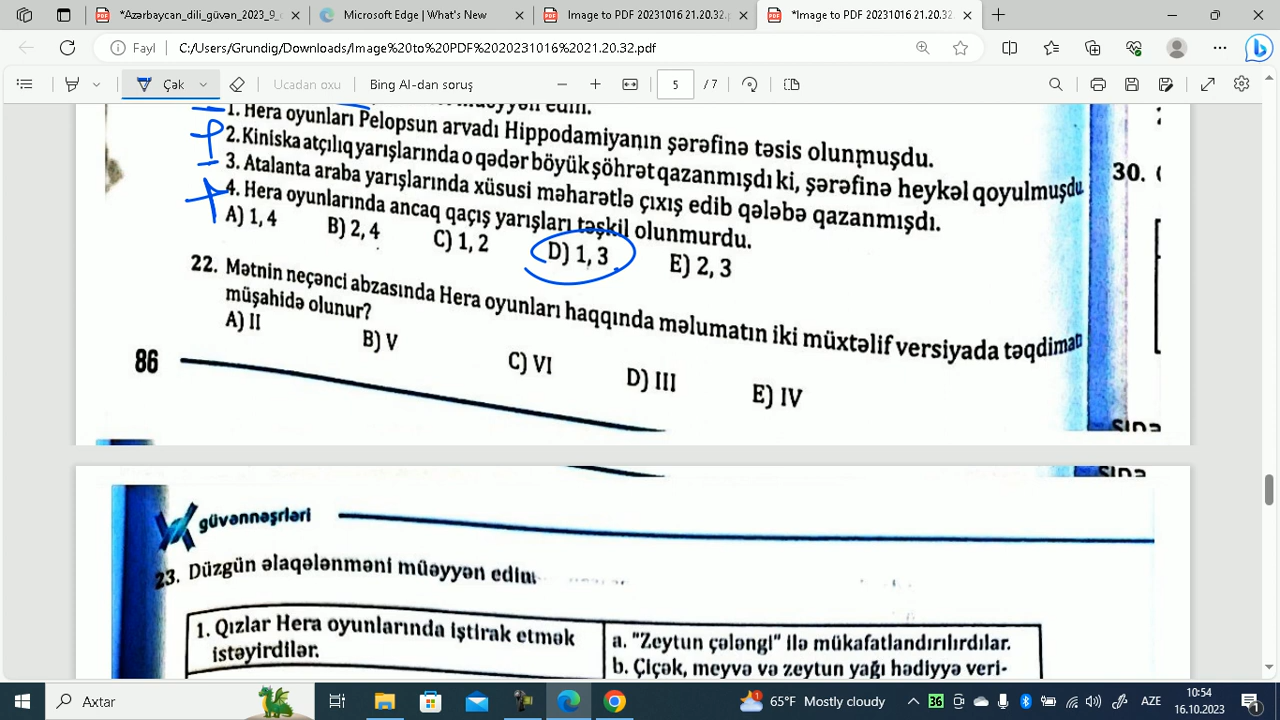 *Azərbaycan_dili_güvən_2023_9_c
Microsoft Edge | What's New
Image to PDF 20231016 21.20.32.p
*Image to PDF 20231016 21.20.32.
Fayl
C:/Users/Grundig/Downloads/Image%20to%20PDF%2020231016%2021.20.32.pdf
Çak
Ucadan oxu
Bing AI-dan soruş
5 / 7
edin.
1. Hera oyunları Pelopsun arvadı Hippodamiyanın şərəfinə təsis olunmuşdu.
2. Kiniska atçılıq yarışlarında o qədər böyük şöhrət qazanmışdı ki, şərəfinə heykəl qoyulmuşdu
3. Atalanta araba yarışlarında xüsusi məharətlə çıxış edib qələbə qazanmışdı.
4. Hera oyunlarında ancaq qaçış yarışları təşkil olunmurdu.
A) 1, 4 B) 2, 4 C) 1, 2 D) 1, 3 E) 2, 3
22. Mətnin neçənci abzasında Hera oyunları haqqında məlumatın iki müxtəlif versiyada təqdimatı
müşahidə olunur?
A) II B) V C) VI D) III E) IV
86
30.
güvənnəşrləri
23. Düzgün əlaqələnməni müəyyən edin
1. Qızlar Hera oyunlarında iştirak etmək
istəyirdilər.
a. "Zeytun çələngi" ilə mükafatlandırılırdılar.
b. Çiçək, meyvə və zeytun yağı hədiyyə veri-
Axtar
65°F Mostly cloudy
36
AZE
10:54
16.10.2023